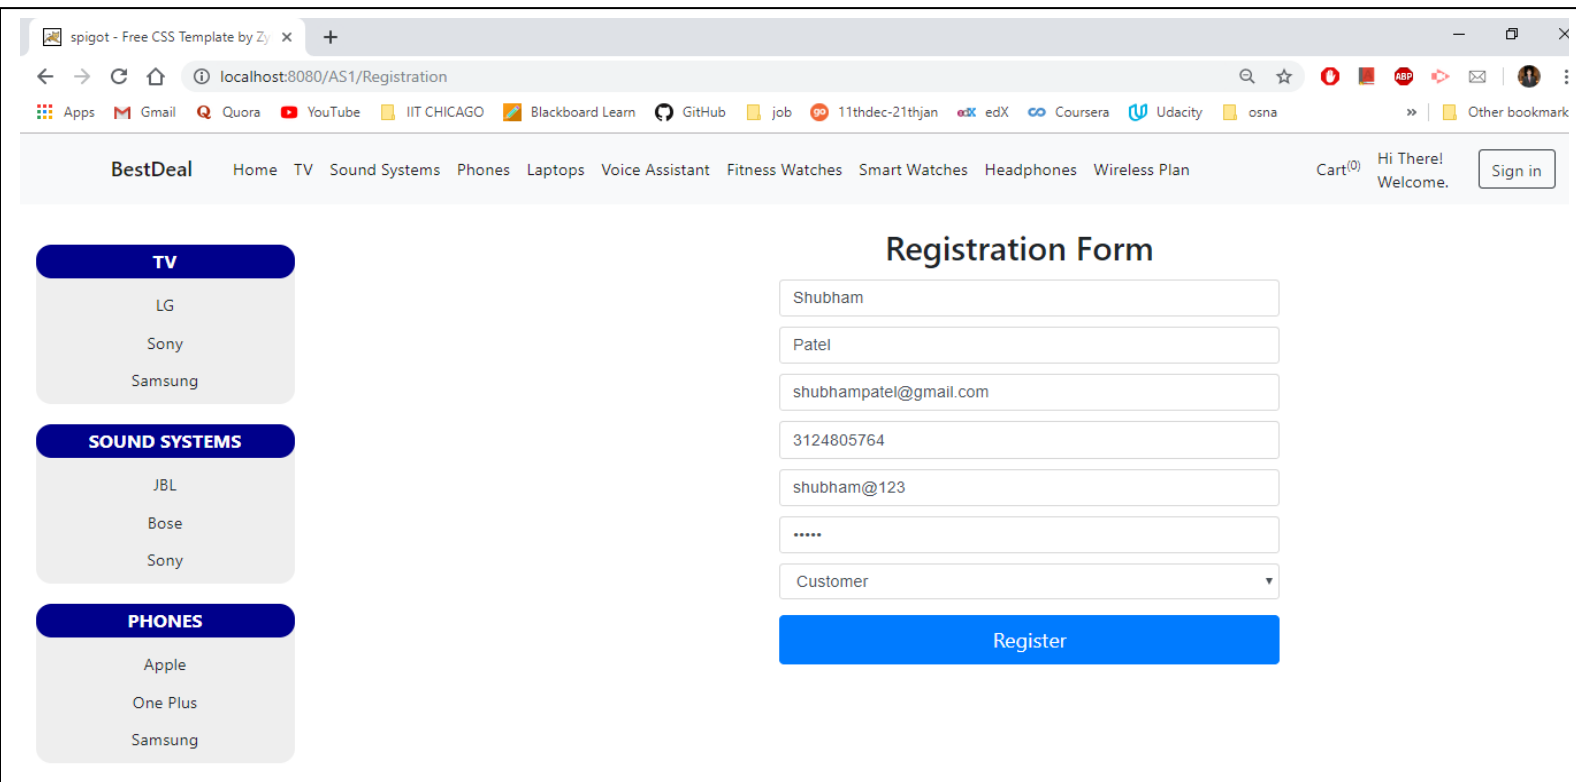 spigot - Free CSS Template by Zy
localhost:8080/AS1/Registration
Apps Gmail Quora YouTube IIT CHICAGO Blackboard Learn GitHub job 11thdec-21thjan edX Coursera Udacity osna » Other bookmark
BestDeal Home TV Sound Systems Phones Laptops Voice Assistant Fitness Watches Smart Watches Headphones Wireless Plan Cart(0) Hi There! Welcome. Sign in
TV
LG
Sony
Samsung
SOUND SYSTEMS
JBL
Bose
Sony
PHONES
Apple
One Plus
Samsung
Registration Form
Shubham
Patel
shubhampatel@gmail.com
3124805764
shubham@123
•••••
Customer
Register